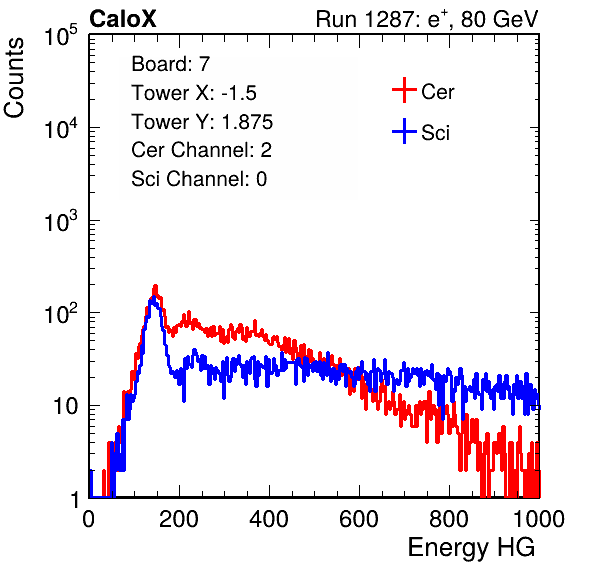 CaloX Run 1287: e⁺, 80 GeV
Counts
Board: 7
Tower X: -1.5
Tower Y: 1.875
Cer Channel: 2
Sci Channel: 0
Cer
Sci
10⁵
10⁴
10³
10²
10
1
0 200 400 600 800 1000
Energy HG